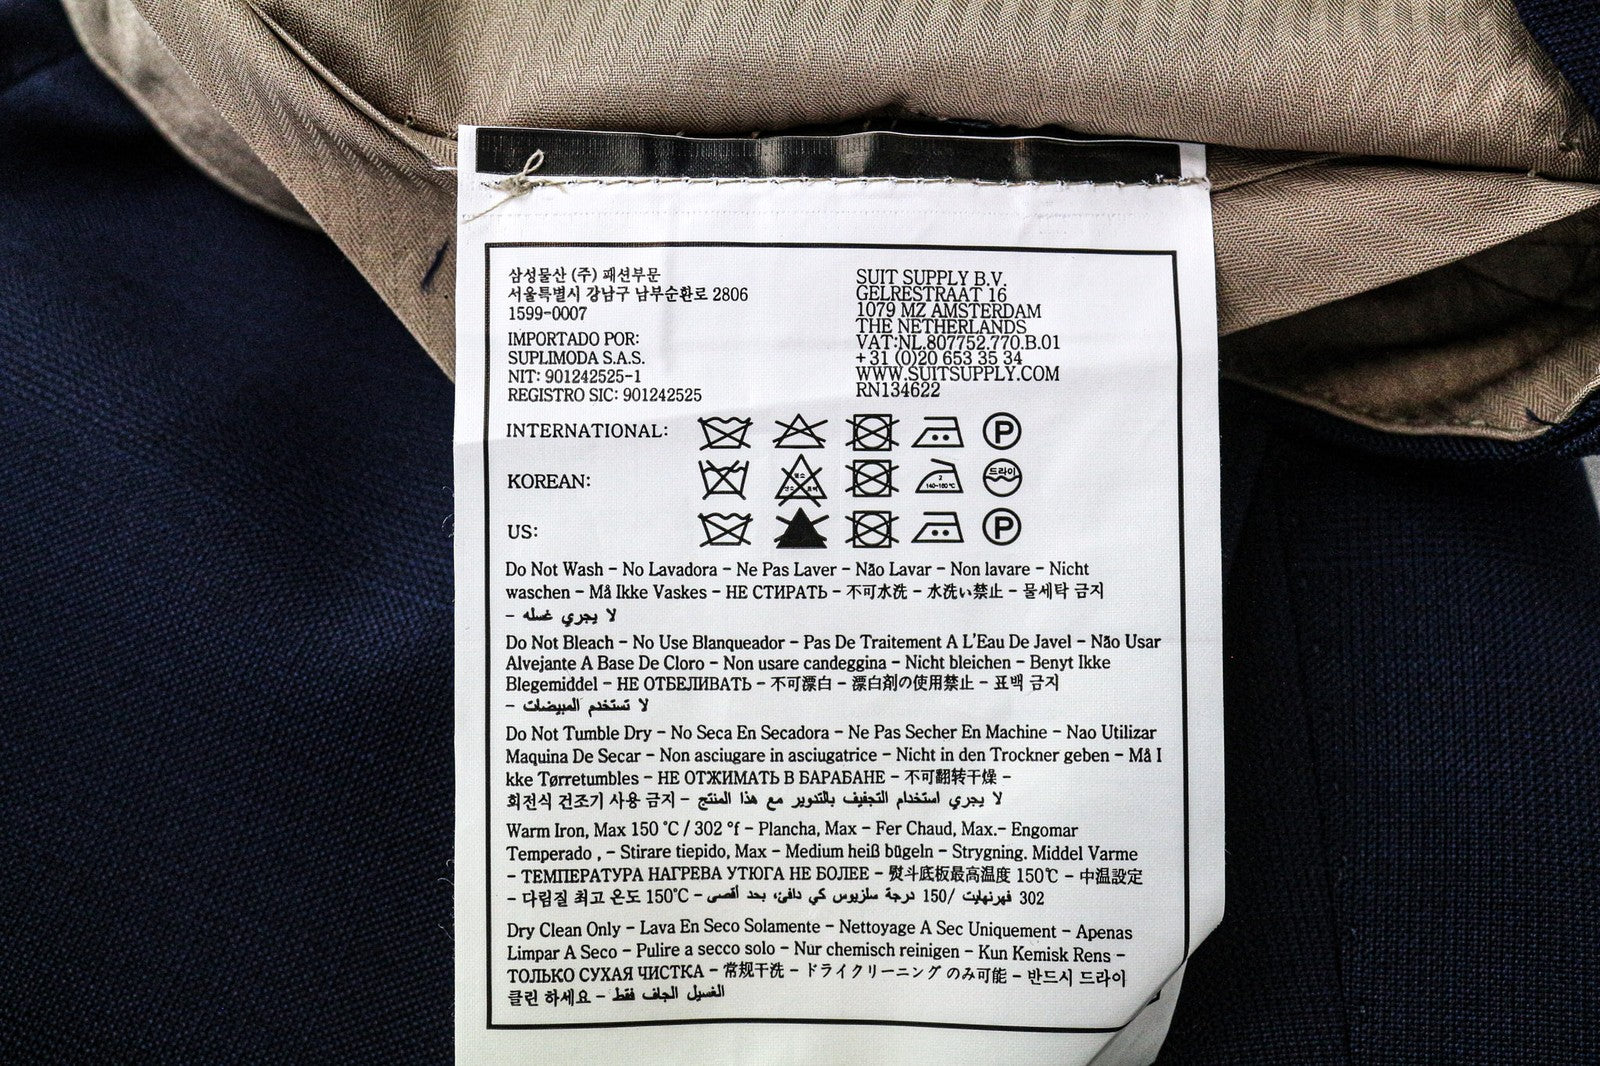 삼성물산 (주) 패션부문
서울특별시 강남구 남부순환로 2806
1599-0007
IMPORTADO POR:
SUPLIMODA S.A.S.
NIT: 901242525-1
REGISTRO SIC: 901242525
SUIT SUPPLY B.V.
GELRESTRAAT 16
1079 MZ AMSTERDAM
THE NETHERLANDS
VAT:NL.807752.770.B.01
+31 (0)20 653 35 34
WWW.SUITSUPPLY.COM
RN134622
INTERNATIONAL: P
KOREAN: 2 140~160℃ 드라이
US: P
Do Not Wash – No Lavadora – Ne Pas Laver – Não Lavar – Non lavare – Nicht
waschen – Må Ikke Vaskes – НЕ СТИРАТЬ – 不可水洗 – 水洗い禁止 – 물세탁 금지
– لا يجري غسله
Do Not Bleach – No Use Blanqueador – Pas De Traitement A L'Eau De Javel – Não Usar
Alvejante A Base De Cloro – Non usare candeggina – Nicht bleichen – Benyt Ikke
Blegemiddel – НЕ ОТБЕЛИВАТЬ – 不可漂白 – 漂白剤の使用禁止 – 표백 금지
– لا تستخدم المبيضات
Do Not Tumble Dry – No Seca En Secadora – Ne Pas Secher En Machine – Nao Utilizar
Maquina De Secar – Non asciugare in asciugatrice – Nicht in den Trockner geben – Må I
kke Tørretumbles – НЕ ОТЖИМАТЬ В БАРАБАНЕ – 不可翻转干燥 –
회전식 건조기 사용 금지 – لا يجري استخدام التجفيف بالتدوير مع هذا المنتج
Warm Iron, Max 150 °C / 302 °f – Plancha, Max – Fer Chaud, Max.– Engomar
Temperado , – Stirare tiepido, Max – Medium heiß bügeln – Strygning. Middel Varme
– ТЕМПЕРАТУРА НАГРЕВА УТЮГА НЕ БОЛЕЕ – 熨斗底板最高温度 150℃ – 中温設定
– 다림질 최고 온도 150℃ – درجة سلزيوس كي دافئ، بحد أقصى 150/ فهرنهايت 302
Dry Clean Only – Lava En Seco Solamente – Nettoyage A Sec Uniquement – Apenas
Limpar A Seco – Pulire a secco solo – Nur chemisch reinigen – Kun Kemisk Rens –
ТОЛЬКО СУХАЯ ЧИСТКА – 常规干洗 – ドライクリーニング のみ可能 – 반드시 드라이
클린 하세요 – الغسيل الجاف فقط